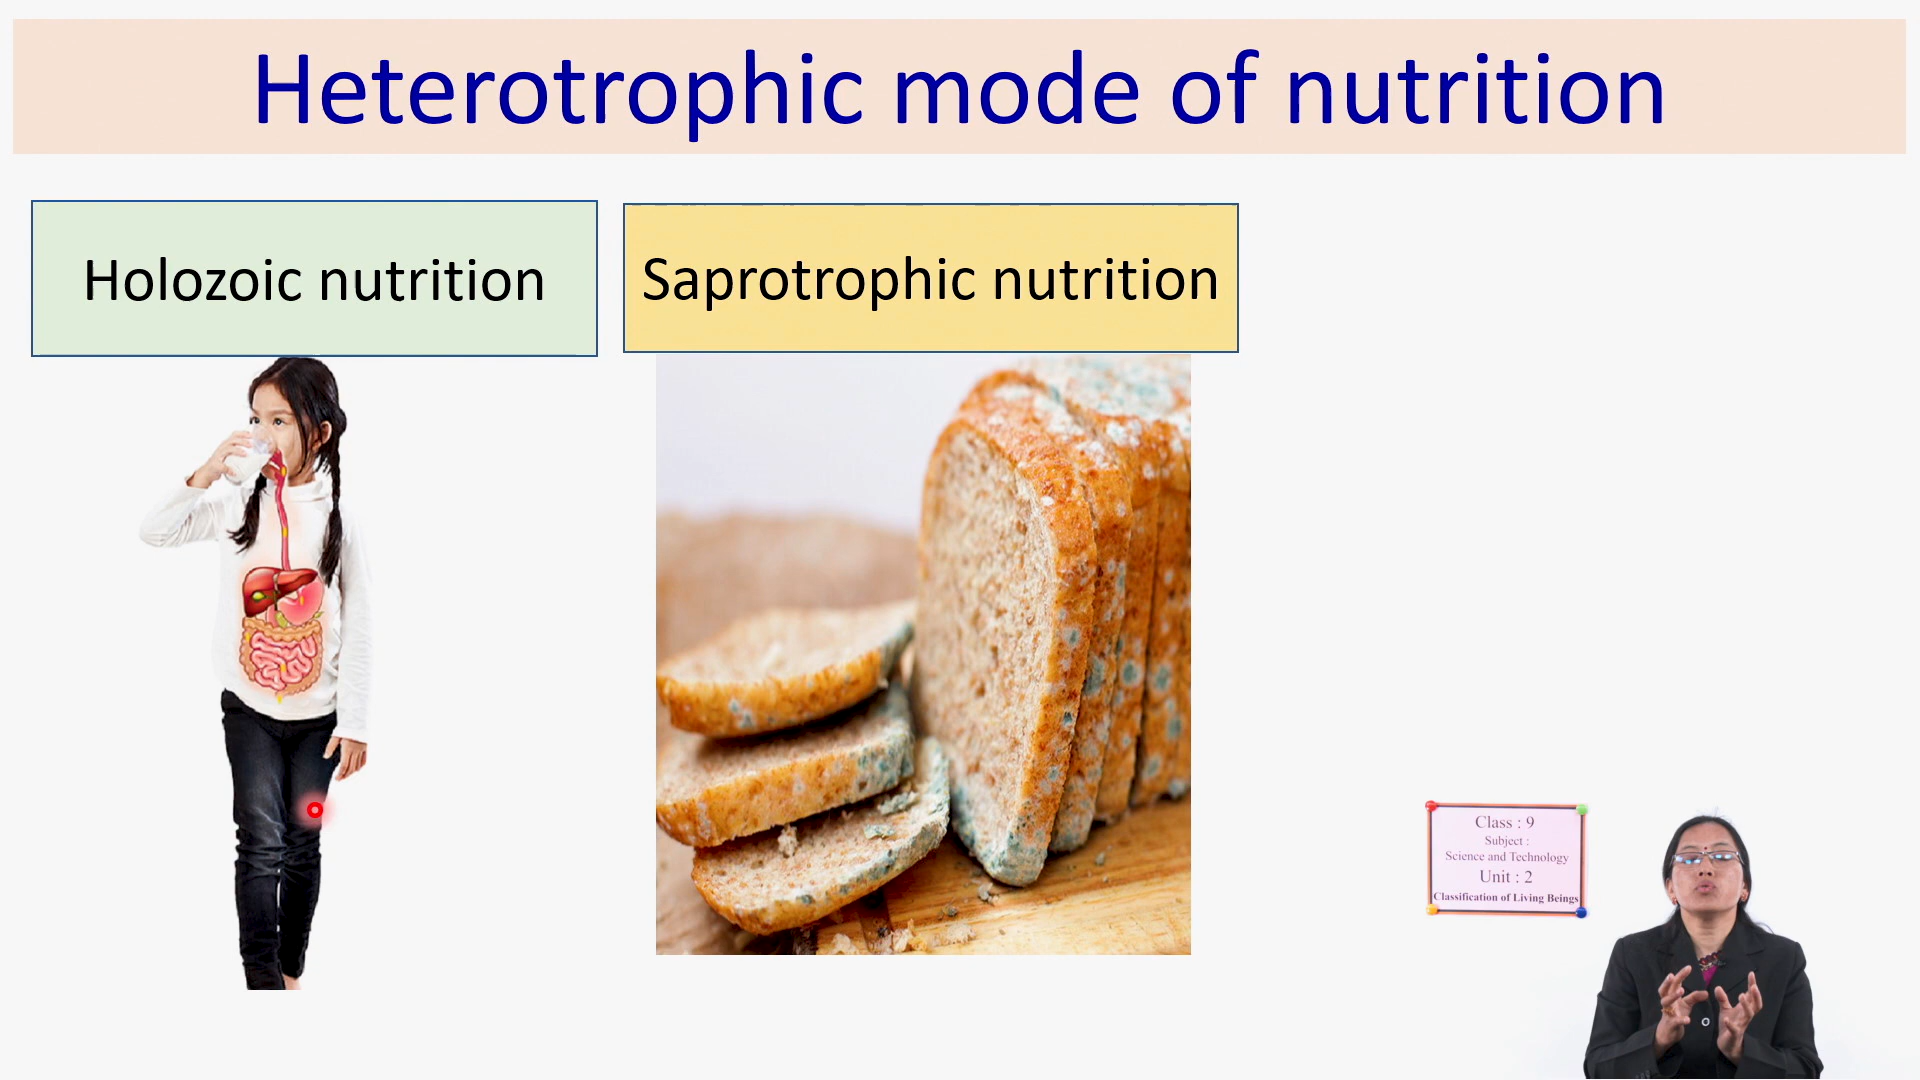 Heterotrophic mode of nutrition
Holozoic nutrition
Saprotrophic nutrition
Class : 9
Subject :
Science and Technology
Unit : 2
Classification of Living Beings